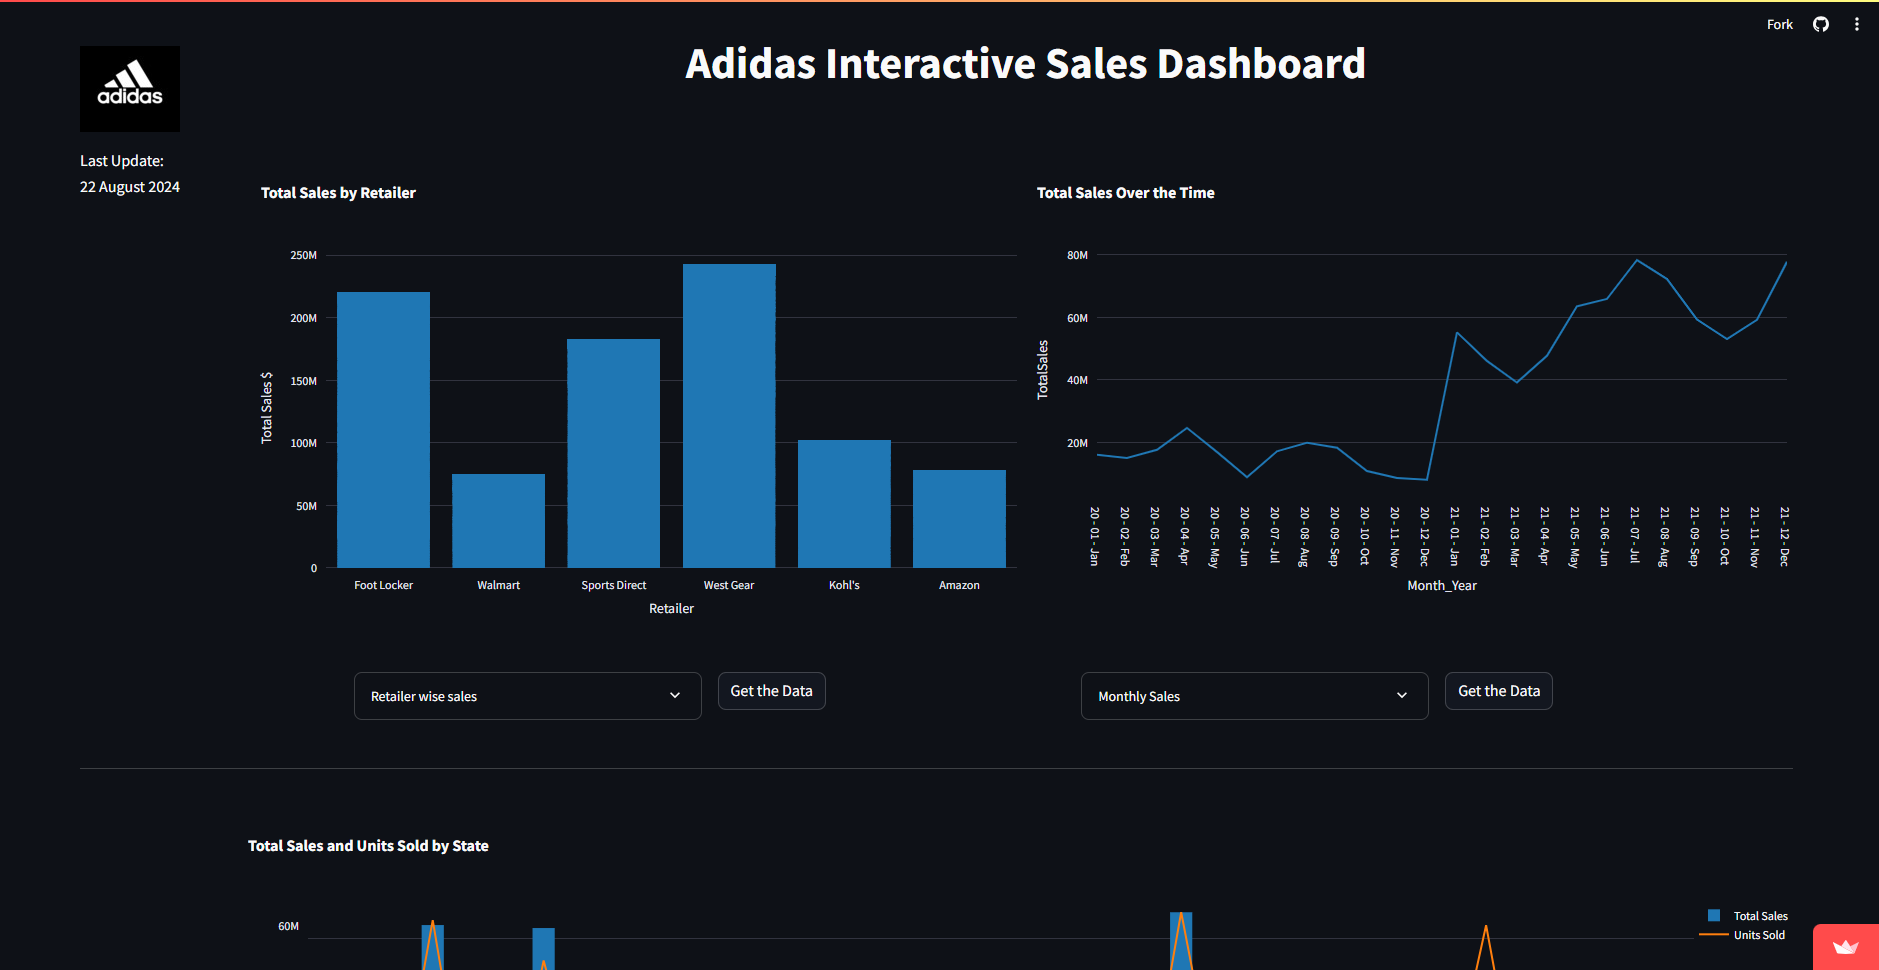 Fork
adidas
Adidas Interactive Sales Dashboard
Last Update:
22 August 2024
Total Sales by Retailer
250M
200M
150M
100M
50M
0
Total Sales $
Foot Locker
Walmart
Sports Direct
West Gear
Kohl's
Amazon
Retailer
Total Sales Over the Time
80M
60M
40M
20M
TotalSales
20 - 01 - Jan
20 - 02 - Feb
20 - 03 - Mar
20 - 04 - Apr
20 - 05 - May
20 - 06 - Jun
20 - 07 - Jul
20 - 08 - Aug
20 - 09 - Sep
20 - 10 - Oct
20 - 11 - Nov
20 - 12 - Dec
21 - 01 - Jan
21 - 02 - Feb
21 - 03 - Mar
21 - 04 - Apr
21 - 05 - May
21 - 06 - Jun
21 - 07 - Jul
21 - 08 - Aug
21 - 09 - Sep
21 - 10 - Oct
21 - 11 - Nov
21 - 12 - Dec
Month_Year
Retailer wise sales
Get the Data
Monthly Sales
Get the Data
Total Sales and Units Sold by State
60M
Total Sales
Units Sold